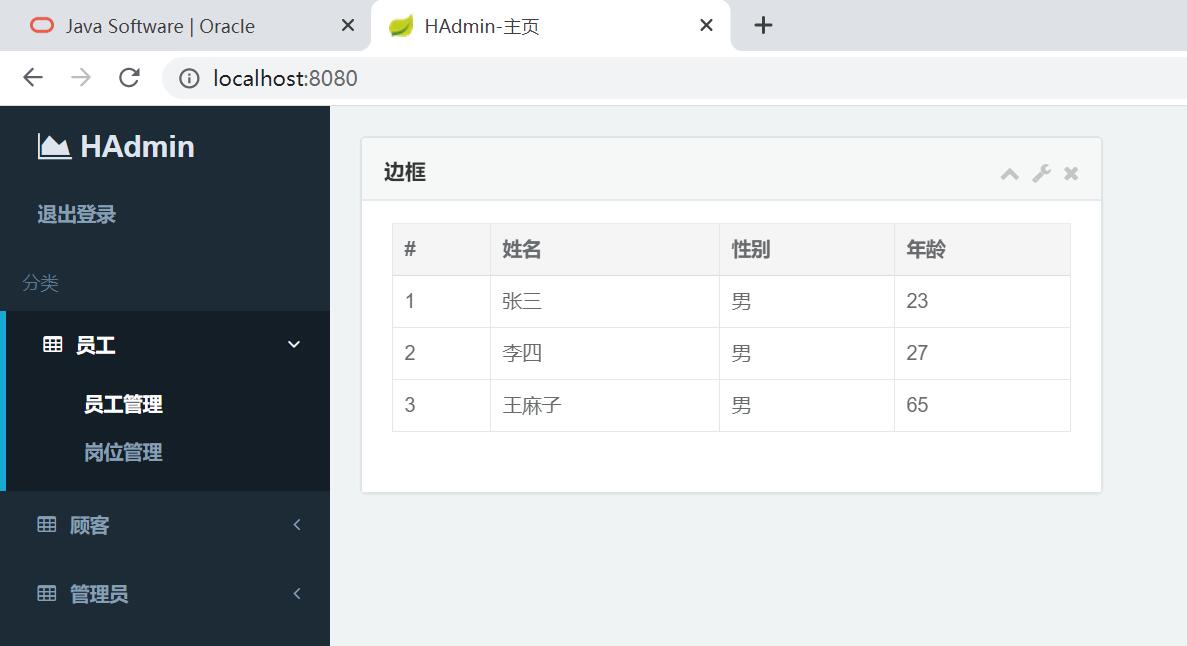 Java Software | Oracle
HAdmin-主页
localhost:8080
HAdmin
退出登录
分类
员工
员工管理
岗位管理
顾客
管理员
边框
# 姓名 性别 年龄
1 张三 男 23
2 李四 男 27
3 王麻子 男 65